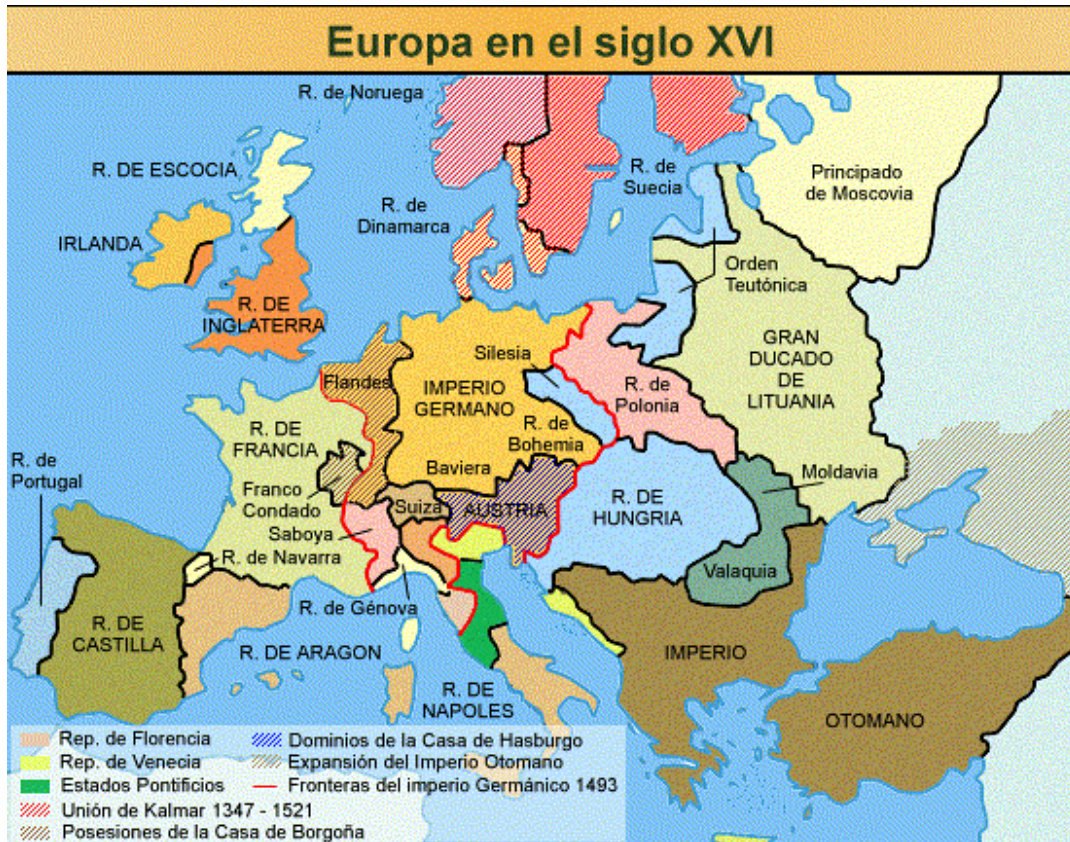 Europa en el siglo XVI
R. de Noruega
R. DE ESCOCIA
R. de
Suecia
Principado
de Moscovia
R. de
Dinamarca
IRLANDA
Orden
Teutónica
R. DE
INGLATERRA
GRAN
DUCADO
DE
LITUANIA
Silesia
Flandes
IMPERIO
GERMANO
R. de
Polonia
R. DE
FRANCIA
R. de
Bohemia
R. de
Portugal
Baviera
Moldavia
Franco
Condado
Suiza
AUSTRIA
R. DE
HUNGRIA
Saboya
R. de Navarra
Valaquia
R. de Génova
R. DE
CASTILLA
R. DE ARAGON
IMPERIO
R. DE
NAPOLES
OTOMANO
Rep. de Florencia
Rep. de Venecia
Estados Pontificios
Unión de Kalmar 1347 - 1521
Posesiones de la Casa de Borgoña
Dominios de la Casa de Hasburgo
Expansión del Imperio Otomano
Fronteras del imperio Germánico 1493